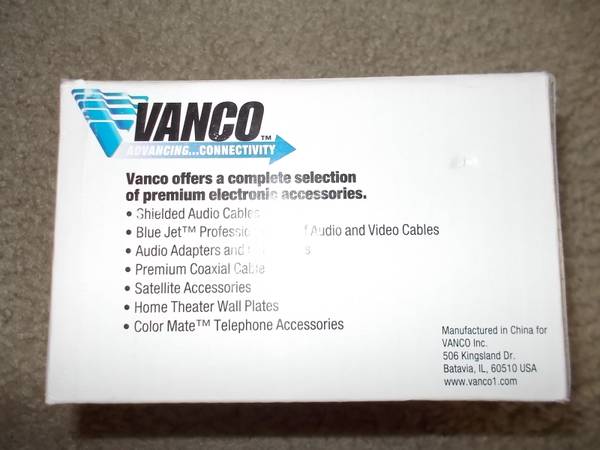 VANCO™
ADVANCING...CONNECTIVITY
Vanco offers a complete selection
of premium electronic accessories.
• Shielded Audio Cables
• Blue Jet™ Audio and Video Cables
• Audio Adapters and
• Premium Coaxial Cable
• Satellite Accessories
• Home Theater Wall Plates
• Color Mate™ Telephone Accessories
Manufactured in China for
VANCO Inc.
506 Kingsland Dr.
Batavia, IL, 60510 USA
www.vanco1.com